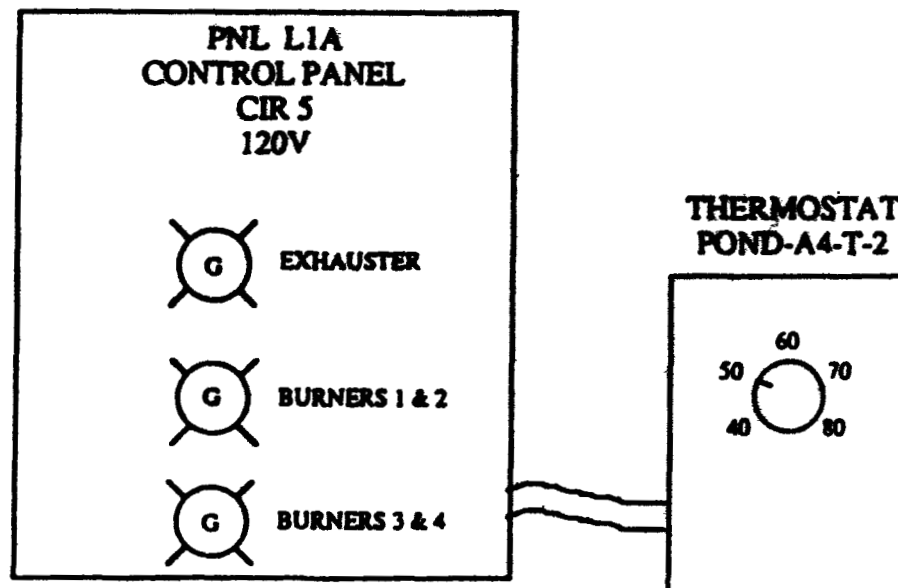 PNL L1A
CONTROL PANEL
CIR 5
120V
G EXHAUSTER
G BURNERS 1 & 2
G BURNERS 3 & 4
THERMOSTAT
POND-A4-T-2
60
50 70
40 80